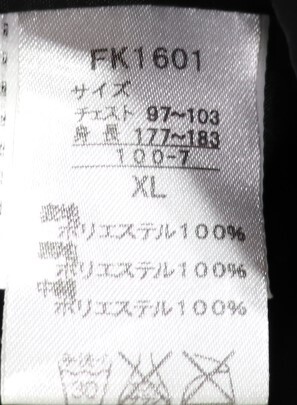 FK1601
サイズ
チェスト 97〜103
身 長 177〜183
100-7
XL
ポリエステル100%
ポリエステル100%
ポリエステル100%
30